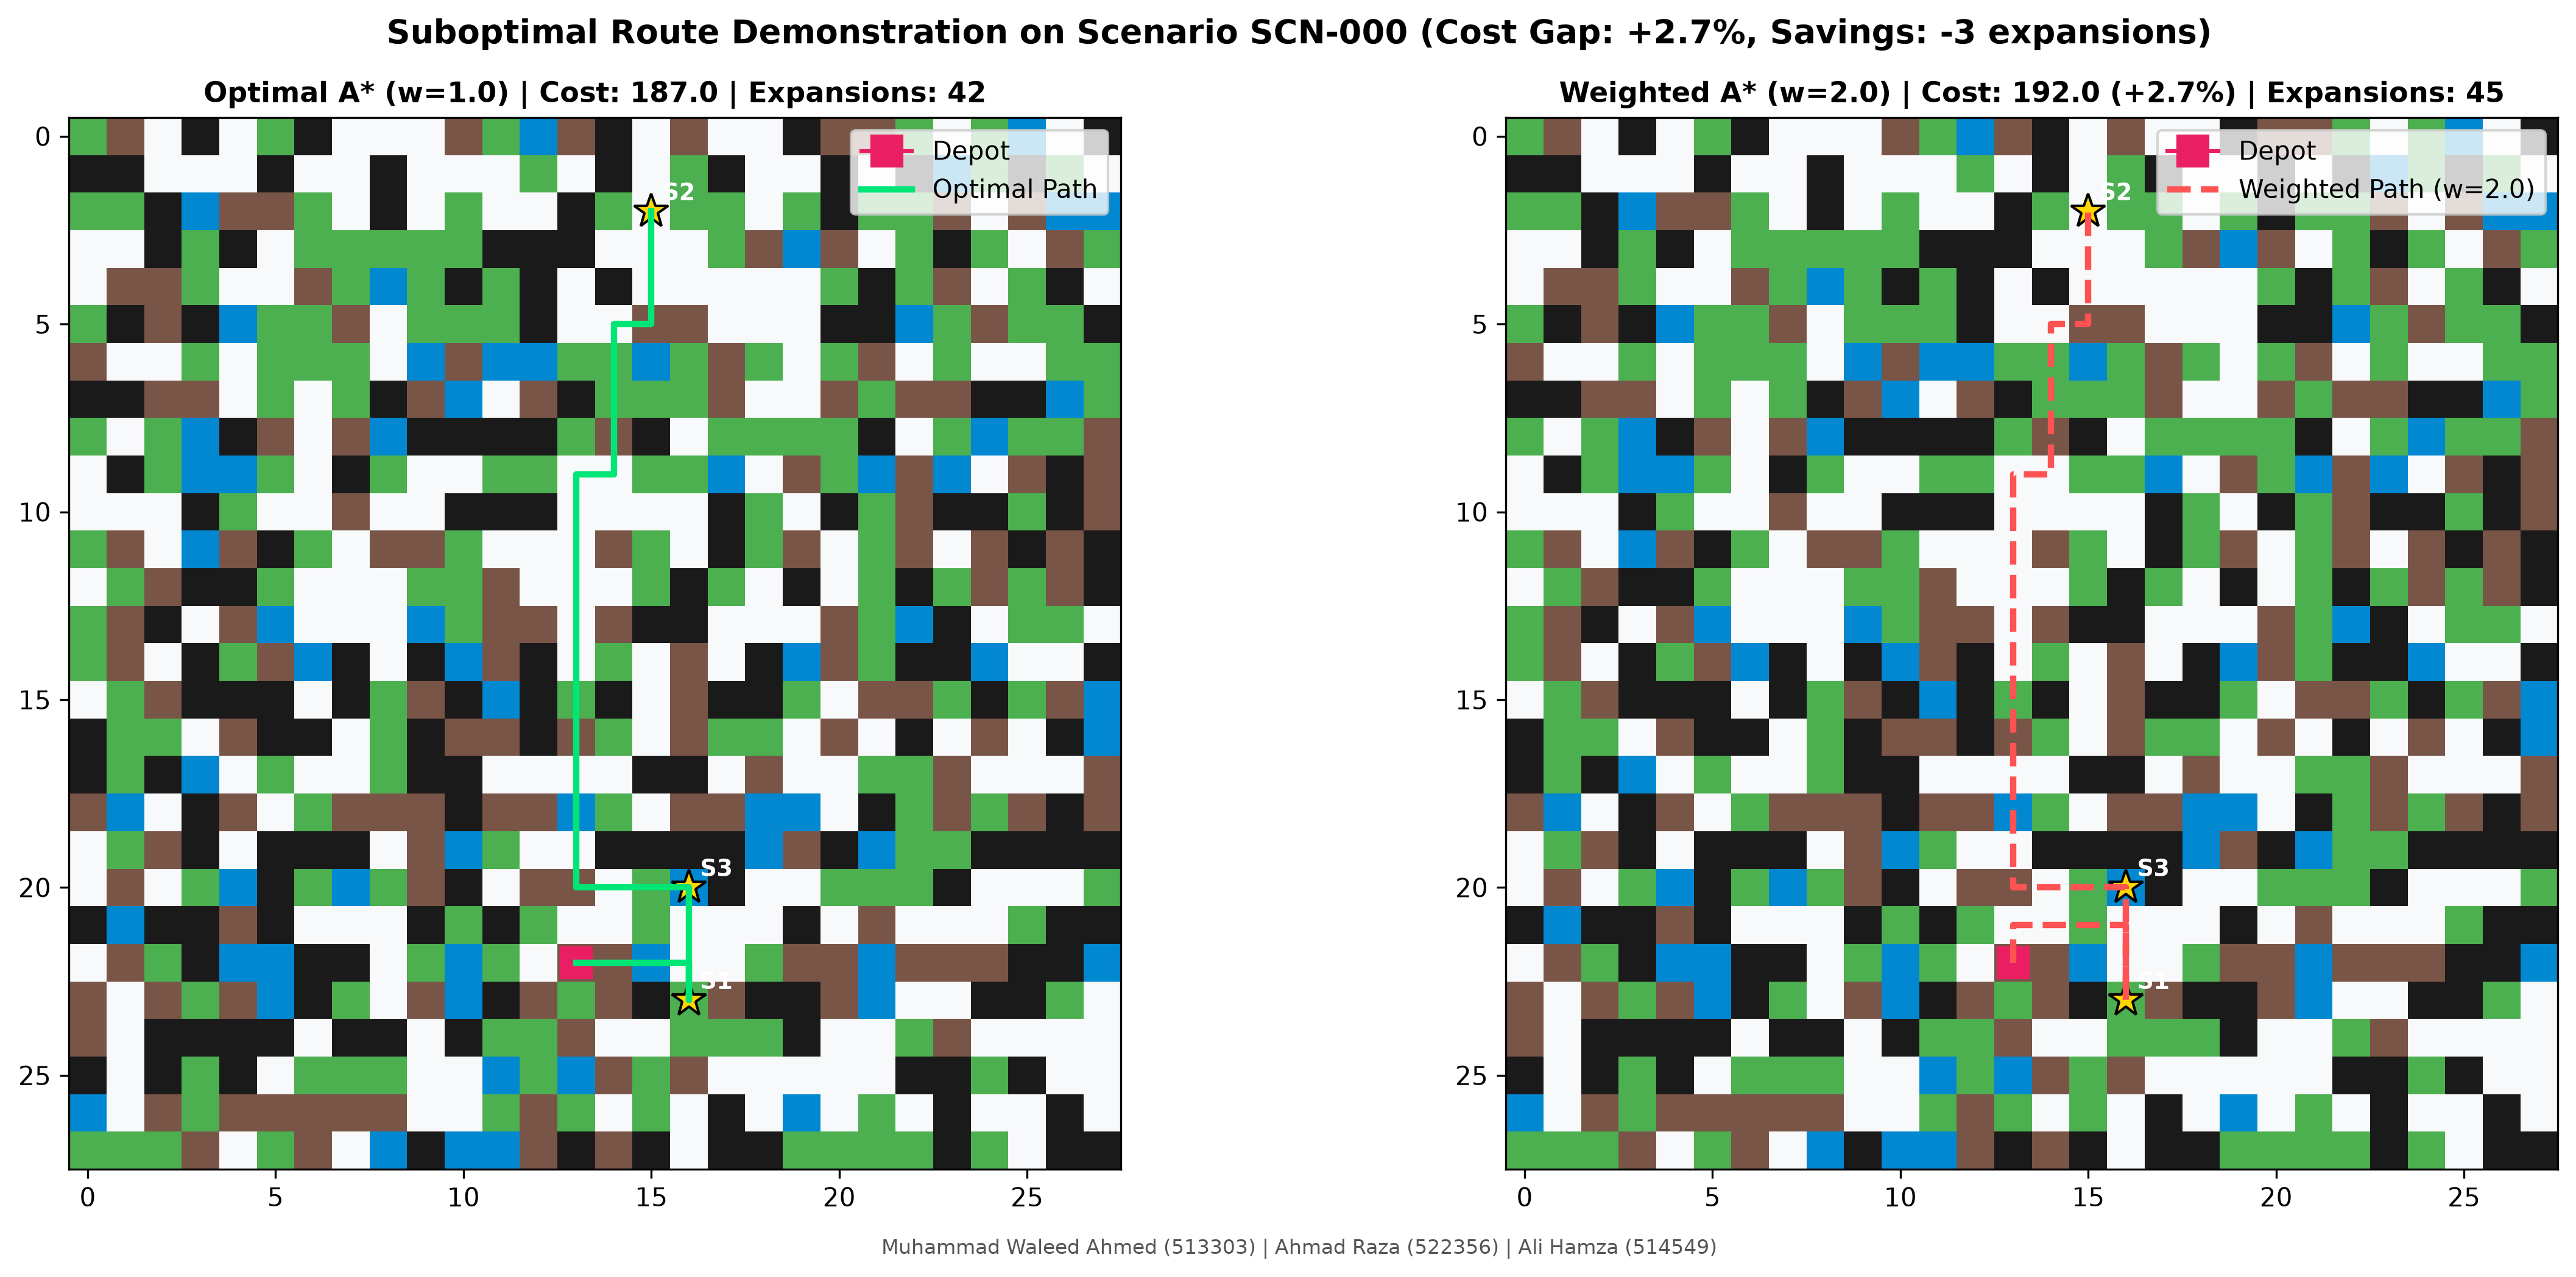 Suboptimal Route Demonstration on Scenario SCN-000 (Cost Gap: +2.7%, Savings: -3 expansions)
Optimal A* (w=1.0) | Cost: 187.0 | Expansions: 42
0
5
10
15
20
25
0 5 10 15 20 25
Depot
Optimal Path
S2
S3
S1
Weighted A* (w=2.0) | Cost: 192.0 (+2.7%) | Expansions: 45
0
5
10
15
20
25
0 5 10 15 20 25
Depot
Weighted Path (w=2.0)
S2
S3
S1
Muhammad Waleed Ahmed (513303) | Ahmad Raza (522356) | Ali Hamza (514549)